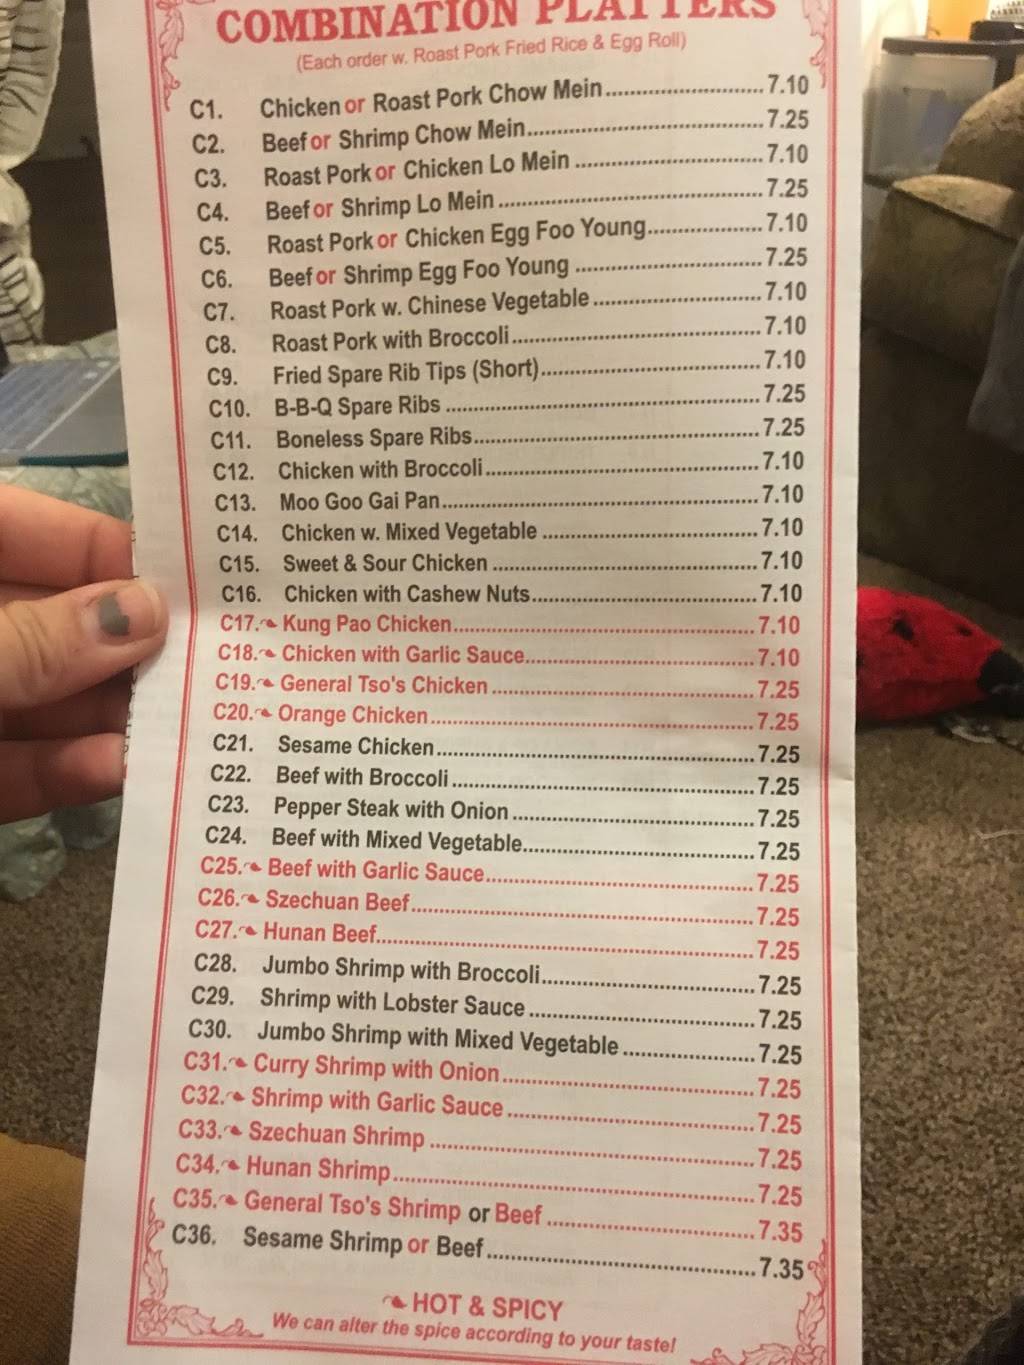 COMBINATION PLATTERS
(Each order w. Roast Pork Fried Rice & Egg Roll)
C1. Chicken or Roast Pork Chow Mein 7.10
C2. Beef or Shrimp Chow Mein 7.25
C3. Roast Pork or Chicken Lo Mein 7.10
C4. Beef or Shrimp Lo Mein 7.25
C5. Roast Pork or Chicken Egg Foo Young 7.10
C6. Beef or Shrimp Egg Foo Young 7.25
C7. Roast Pork w. Chinese Vegetable 7.10
C8. Roast Pork with Broccoli 7.10
C9. Fried Spare Rib Tips (Short) 7.10
C10. B-B-Q Spare Ribs 7.25
C11. Boneless Spare Ribs 7.25
C12. Chicken with Broccoli 7.10
C13. Moo Goo Gai Pan 7.10
C14. Chicken w. Mixed Vegetable 7.10
C15. Sweet & Sour Chicken 7.10
C16. Chicken with Cashew Nuts 7.10
C17. Kung Pao Chicken 7.10
C18. Chicken with Garlic Sauce 7.10
C19. General Tso's Chicken 7.25
C20. Orange Chicken 7.25
C21. Sesame Chicken 7.25
C22. Beef with Broccoli 7.25
C23. Pepper Steak with Onion 7.25
C24. Beef with Mixed Vegetable 7.25
C25. Beef with Garlic Sauce 7.25
C26. Szechuan Beef 7.25
C27. Hunan Beef 7.25
C28. Jumbo Shrimp with Broccoli 7.25
C29. Shrimp with Lobster Sauce 7.25
C30. Jumbo Shrimp with Mixed Vegetable 7.25
C31. Curry Shrimp with Onion 7.25
C32. Shrimp with Garlic Sauce 7.25
C33. Szechuan Shrimp 7.25
C34. Hunan Shrimp 7.25
C35. General Tso's Shrimp or Beef 7.35
C36. Sesame Shrimp or Beef 7.35
HOT & SPICY
We can alter the spice according to your taste!